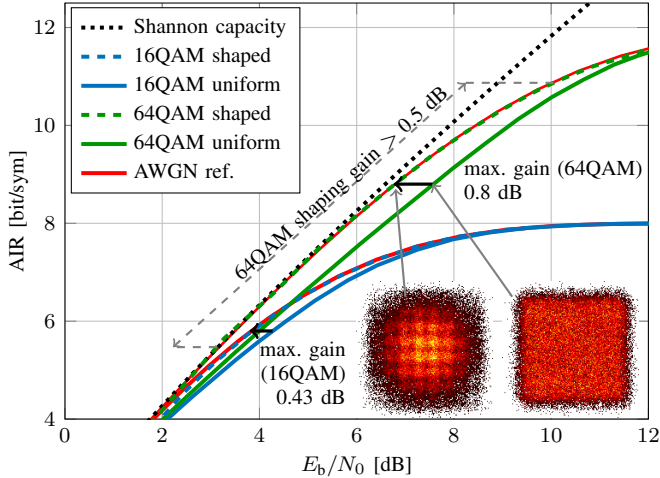 12
10
8
6
4
AIR [bit/sym]
Shannon capacity
16QAM shaped
16QAM uniform
64QAM shaped
64QAM uniform
AWGN ref.
64QAM shaping gain ≥ 0.5 dB
max. gain (64QAM)
0.8 dB
max. gain
(16QAM)
0.43 dB
0 2 4 6 8 10 12
E_b/N_0 [dB]